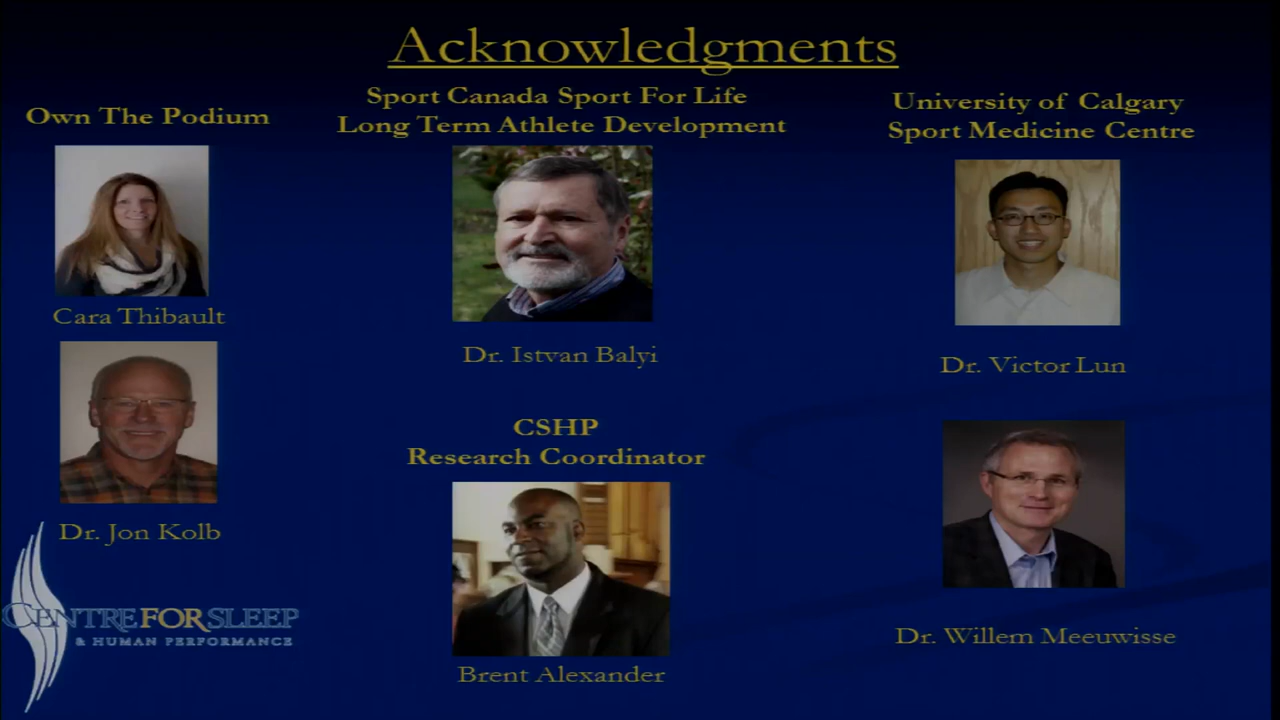 Acknowledgments
Own The Podium
Cara Thibault
Dr. Jon Kolb
Sport Canada Sport For Life
Long Term Athlete Development
Dr. Istvan Balyi
CSHP
Research Coordinator
Brent Alexander
University of Calgary
Sport Medicine Centre
Dr. Victor Lun
Dr. Willem Meeuwisse
CENTRE FOR SLEEP
& HUMAN PERFORMANCE